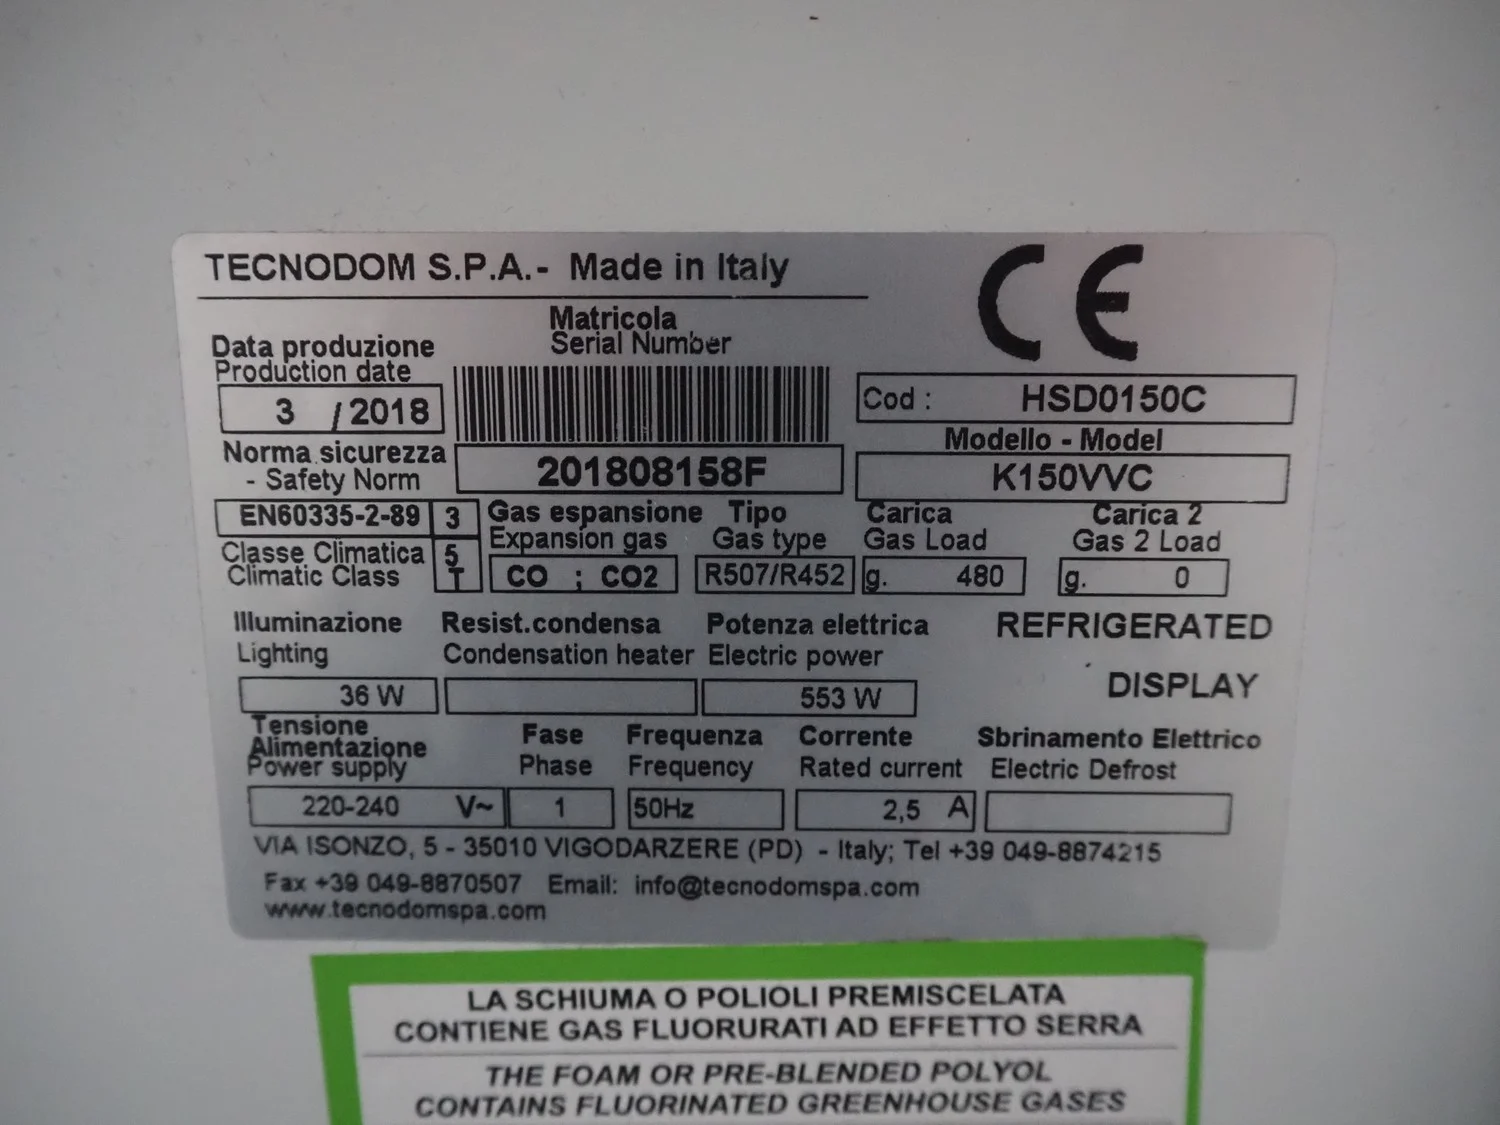 TECNODOM S.P.A.- Made in Italy
CE
Matricola
Serial Number
Data produzione
Production date
3 / 2018
Cod : HSD0150C
Norma sicurezza
- Safety Norm
201808158F
Modello - Model
K150VVC
EN60335-2-89 3
Gas espansione Tipo Carica Carica 2
Expansion gas Gas type Gas Load Gas 2 Load
Classe Climatica 5
Climatic Class T
CO ; CO2 R507/R452 g. 480 g. 0
Illuminazione Resist.condensa Potenza elettrica REFRIGERATED
Lighting Condensation heater Electric power
36 W 553 W DISPLAY
Tensione
Alimentazione Fase Frequenza Corrente Sbrinamento Elettrico
Power supply Phase Frequency Rated current Electric Defrost
220-240 V~ 1 50Hz 2,5 A
VIA ISONZO, 5 - 35010 VIGODARZERE (PD) - Italy; Tel +39 049-8874215
Fax +39 049-8870507 Email: info@tecnodomspa.com
www.tecnodomspa.com
LA SCHIUMA O POLIOLI PREMISCELATA
CONTIENE GAS FLUORURATI AD EFFETTO SERRA
THE FOAM OR PRE-BLENDED POLYOL
CONTAINS FLUORINATED GREENHOUSE GASES